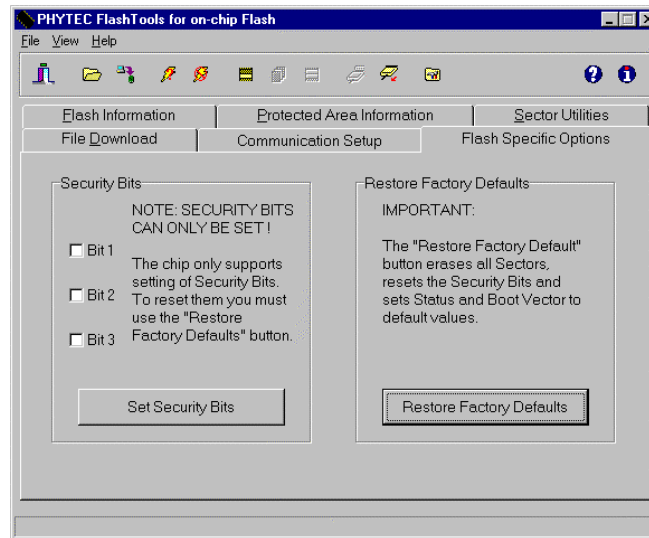 PHYTEC FlashTools for on-chip Flash
File View Help
Flash Information
Protected Area Information
Sector Utilities
File Download
Communication Setup
Flash Specific Options
Security Bits
NOTE: SECURITY BITS
CAN ONLY BE SET !
Bit 1
Bit 2
Bit 3
The chip only supports
setting of Security Bits.
To reset them you must
use the "Restore
Factory Defaults" button.
Set Security Bits
Restore Factory Defaults
IMPORTANT:
The "Restore Factory Default"
button erases all Sectors,
resets the Security Bits and
sets Status and Boot Vector to
default values.
Restore Factory Defaults